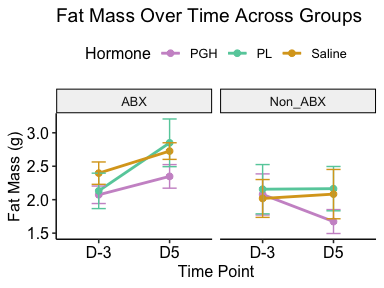 Fat Mass Over Time Across Groups
Hormone PGH PL Saline
ABX Non_ABX
Fat Mass (g)
3.0
2.5
2.0
1.5
D-3 D5 D-3 D5
Time Point